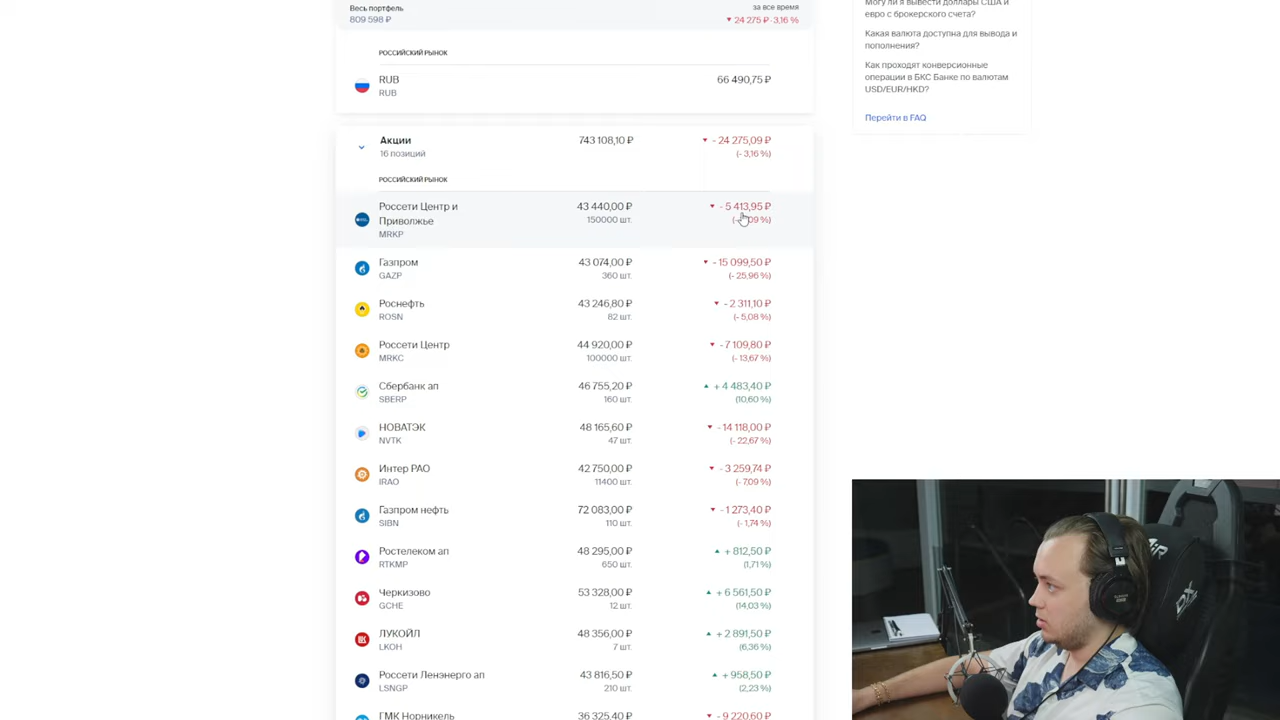 Весь портфель
809 598 ₽
за все время
24 275 ₽ · 3,16 %
РОССИЙСКИЙ РЫНОК
RUB
RUB
66 490,75 ₽
Акции
16 позиций
743 108,10 ₽
- 24 275,09 ₽
(- 3,16 %)
РОССИЙСКИЙ РЫНОК
Россети Центр и
Приволжье
MRKP
43 440,00 ₽
150000 шт.
- 5 413,95 ₽
Газпром
GAZP
43 074,00 ₽
360 шт.
- 15 099,50 ₽
(- 25,96 %)
Роснефть
ROSN
43 246,80 ₽
82 шт.
- 2 311,10 ₽
(- 5,08 %)
Россети Центр
MRKC
44 920,00 ₽
100000 шт.
- 7 109,80 ₽
(- 13,67 %)
Сбербанк ап
SBERP
46 755,20 ₽
160 шт.
+ 4 483,40 ₽
(10,60 %)
НОВАТЭК
NVTK
48 165,60 ₽
47 шт.
- 14 118,00 ₽
(- 22,67 %)
Интер РАО
IRAO
42 750,00 ₽
11400 шт.
- 3 259,74 ₽
(- 7,09 %)
Газпром нефть
SIBN
72 083,00 ₽
110 шт.
- 1 273,40 ₽
(- 1,74 %)
Ростелеком ап
RTKMP
48 295,00 ₽
650 шт.
+ 812,50 ₽
(1,71 %)
Черкизово
GCHE
53 328,00 ₽
12 шт.
+ 6 561,50 ₽
(14,03 %)
ЛУКОЙЛ
LKOH
48 356,00 ₽
7 шт.
+ 2 891,50 ₽
(6,36 %)
Россети Ленэнерго ап
LSNGP
43 816,50 ₽
210 шт.
+ 958,50 ₽
(2,23 %)
ГМК Норникель
36 325,40 ₽
- 9 220,60 ₽
Могу ли я вывести доллары США и
евро с брокерского счета?
Какая валюта доступна для вывода и
пополнения?
Как проходят конверсионные
операции в БКС Банке по валютам
USD/EUR/HKD?
Перейти в FAQ